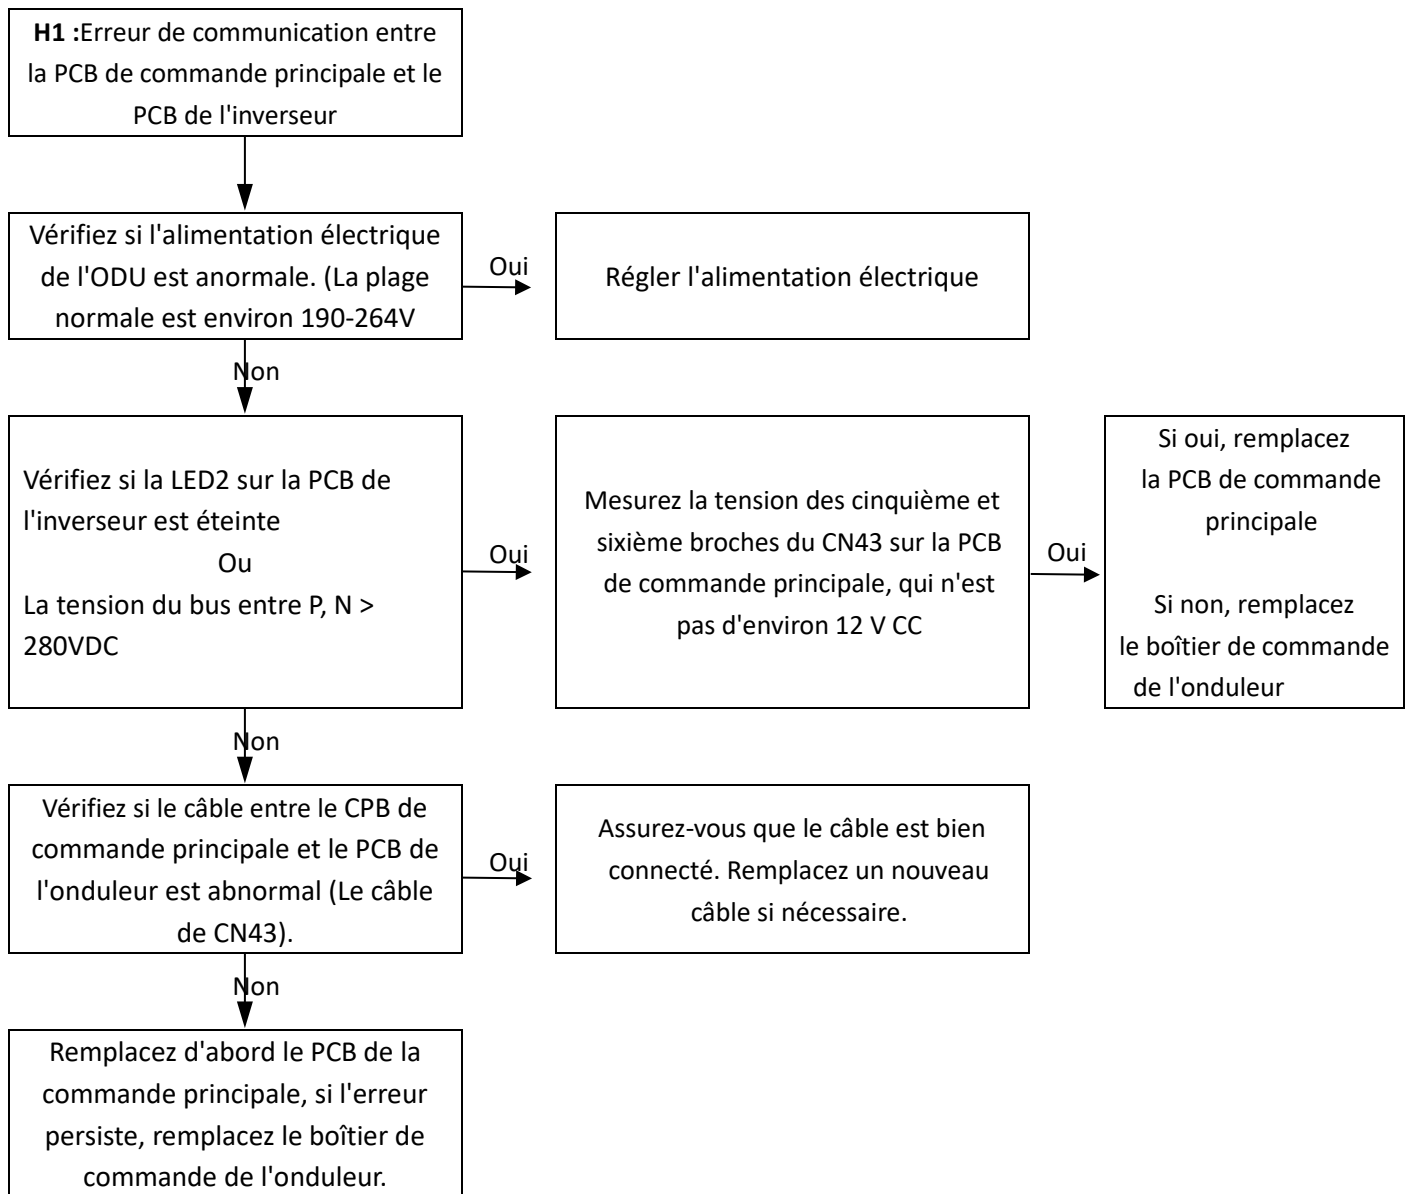 H1 :Erreur de communication entre
la PCB de commande principale et le
PCB de l'inverseur
Vérifiez si l'alimentation électrique
de l'ODU est anormale. (La plage
normale est environ 190-264V
Oui
Régler l'alimentation électrique
Non
Vérifiez si la LED2 sur la PCB de
l'inverseur est éteinte
Ou
La tension du bus entre P, N >
280VDC
Oui
Mesurez la tension des cinquième et
sixième broches du CN43 sur la PCB
de commande principale, qui n'est
pas d'environ 12 V CC
Oui
Si oui, remplacez
la PCB de commande
principale
Si non, remplacez
le boîtier de commande
de l'onduleur
Non
Vérifiez si le câble entre le CPB de
commande principale et le PCB de
l'onduleur est abnormal (Le câble
de CN43).
Oui
Assurez-vous que le câble est bien
connecté. Remplacez un nouveau
câble si nécessaire.
Non
Remplacez d'abord le PCB de la
commande principale, si l'erreur
persiste, remplacez le boîtier de
commande de l'onduleur.